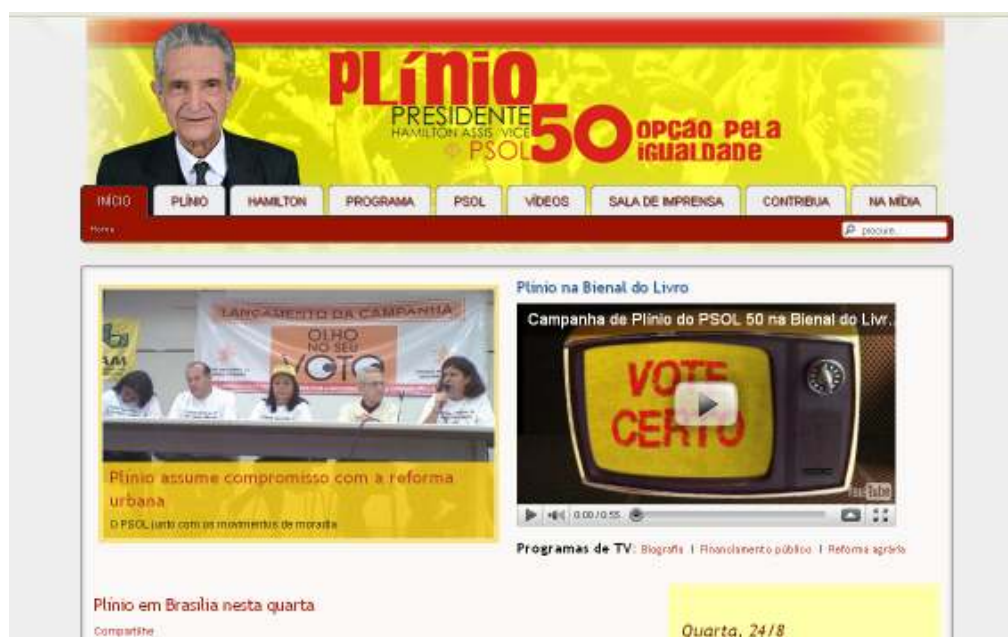 PLÍNIO
PRESIDENTE
HAMILTON ASSIS VICE
PSOL
50
OPÇÃO PELA
IGUALDADE
INÍCIO PLÍNIO HAMILTON PROGRAMA PSOL VÍDEOS SALA DE IMPRENSA CONTRIBUA NA MÍDIA
Home procure...
Plínio na Bienal do Livro
LANÇAMENTO DA CAMPANHA
OLHO
NO SEU
VOTO
AM
Campanha de Plínio do PSOL 50 na Bienal do Livr...
VOTE
CERTO
YouTube
0:00 / 0:55
Plínio assume compromisso com a reforma
urbana
O PSOL junto com os movimentos de moradia
Programas de TV: Biografia | Financiamento público | Reforma agrária
Plínio em Brasília nesta quarta
Compartilhe
Quarta, 24/8